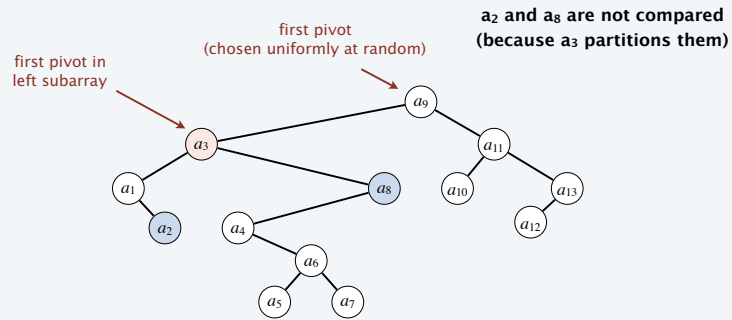 first pivot
(chosen uniformly at random)
a₂ and a₈ are not compared
(because a₃ partitions them)
first pivot in
left subarray
a₉
a₃
a₁₁
a₁
a₈
a₁₀
a₁₃
a₂
a₄
a₁₂
a₆
a₅
a₇